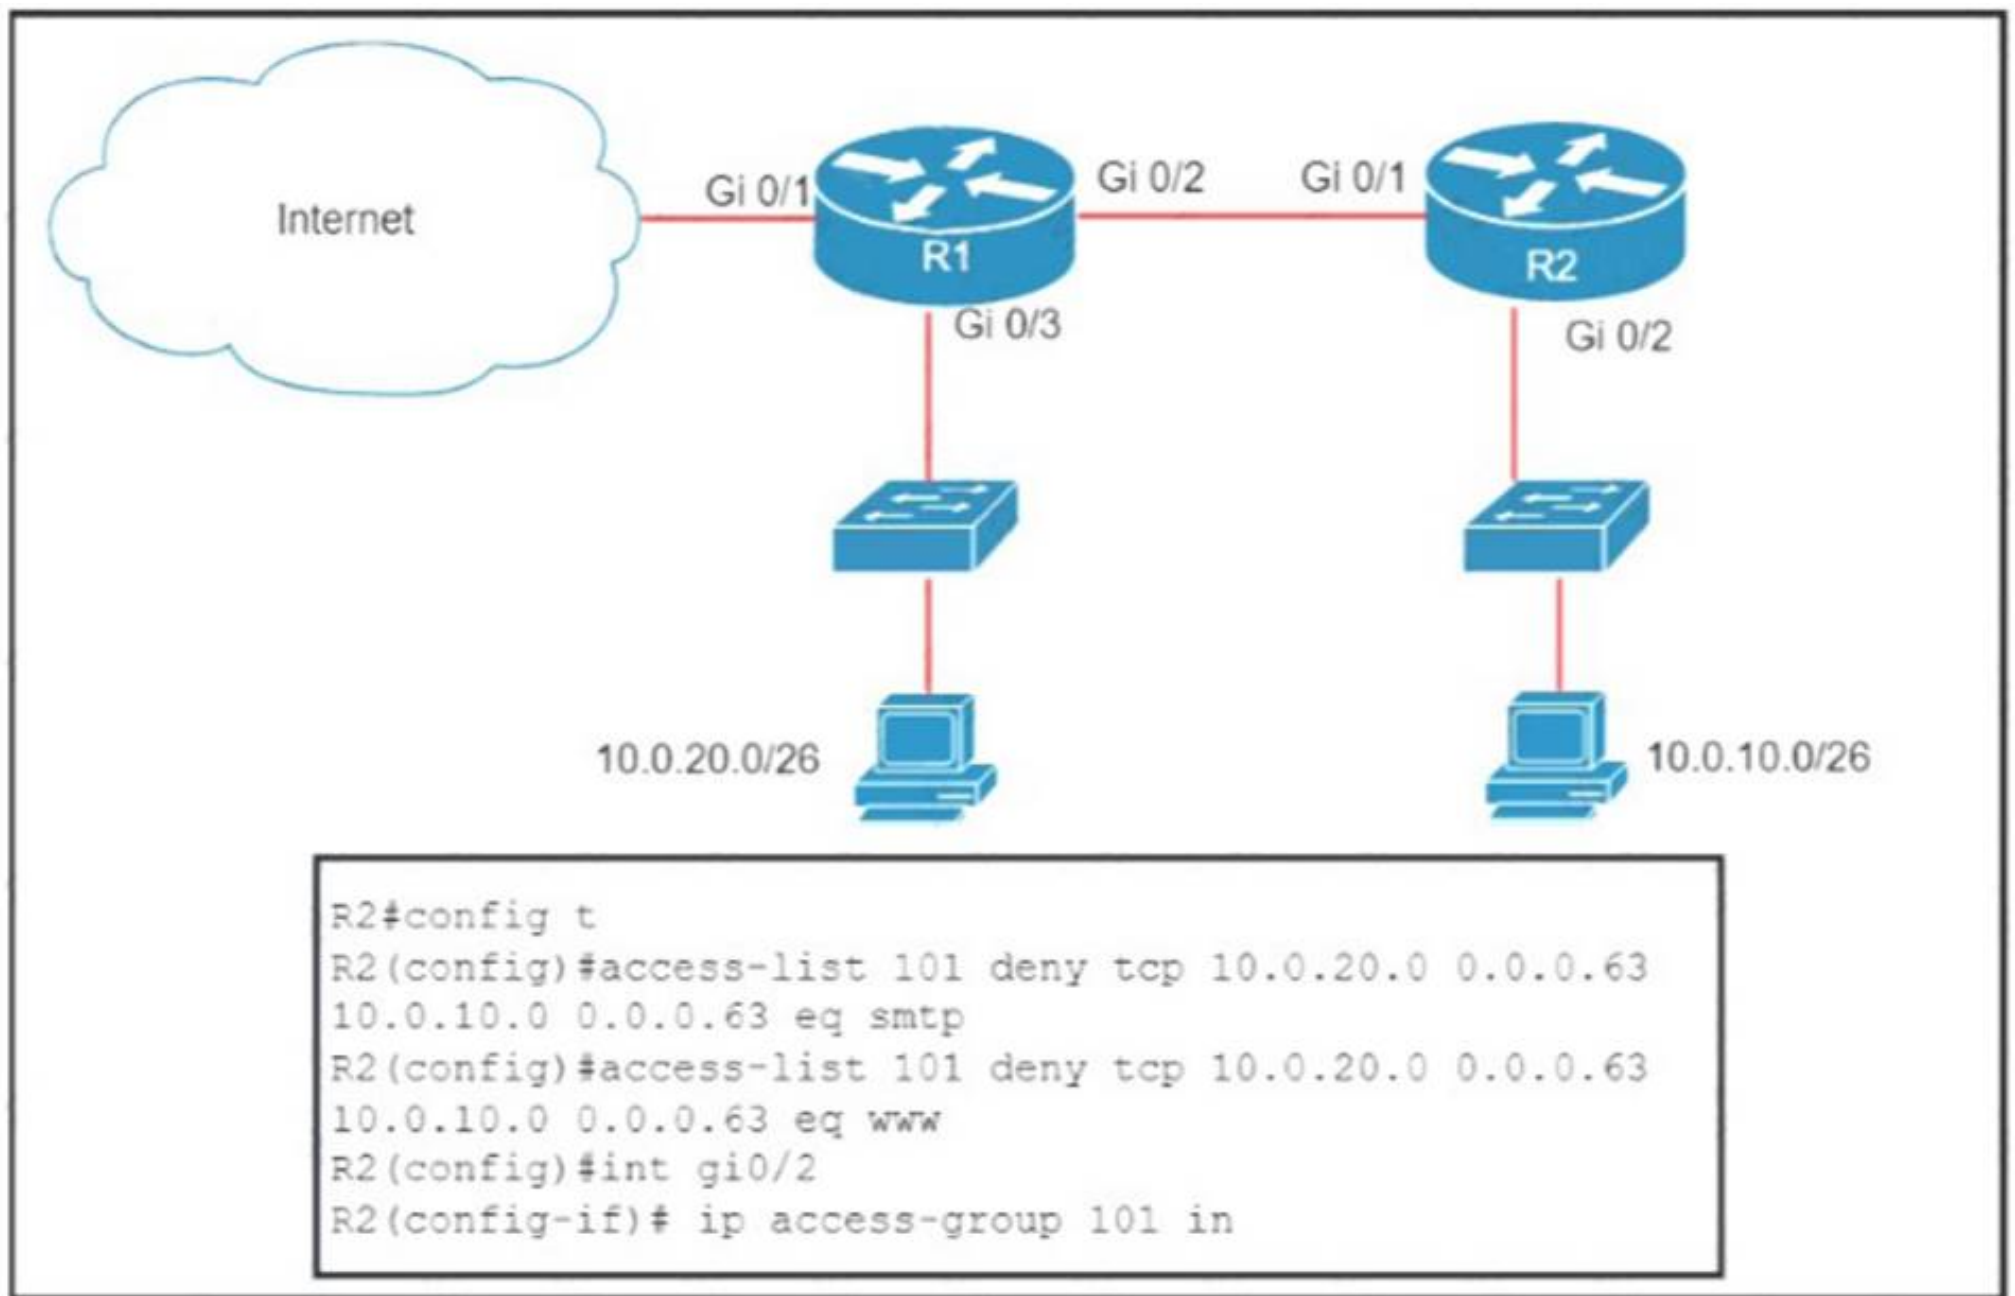 Internet
Gi 0/1
Gi 0/2
Gi 0/1
R1
R2
Gi 0/3
Gi 0/2
10.0.20.0/26
10.0.10.0/26
R2#config t
R2(config)#access-list 101 deny tcp 10.0.20.0 0.0.0.63
10.0.10.0 0.0.0.63 eq smtp
R2(config)#access-list 101 deny tcp 10.0.20.0 0.0.0.63
10.0.10.0 0.0.0.63 eq www
R2(config)#int gi0/2
R2(config-if)# ip access-group 101 in